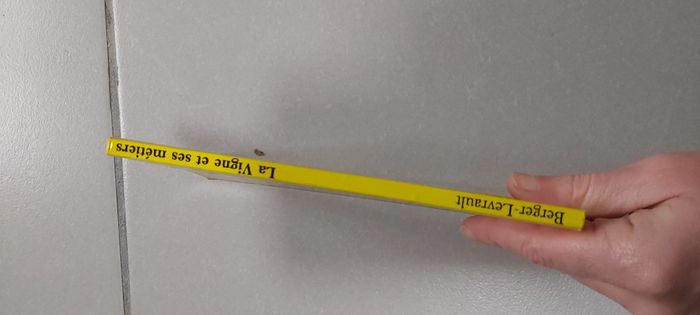 Berger-Levrault
La Vigne et ses métiers